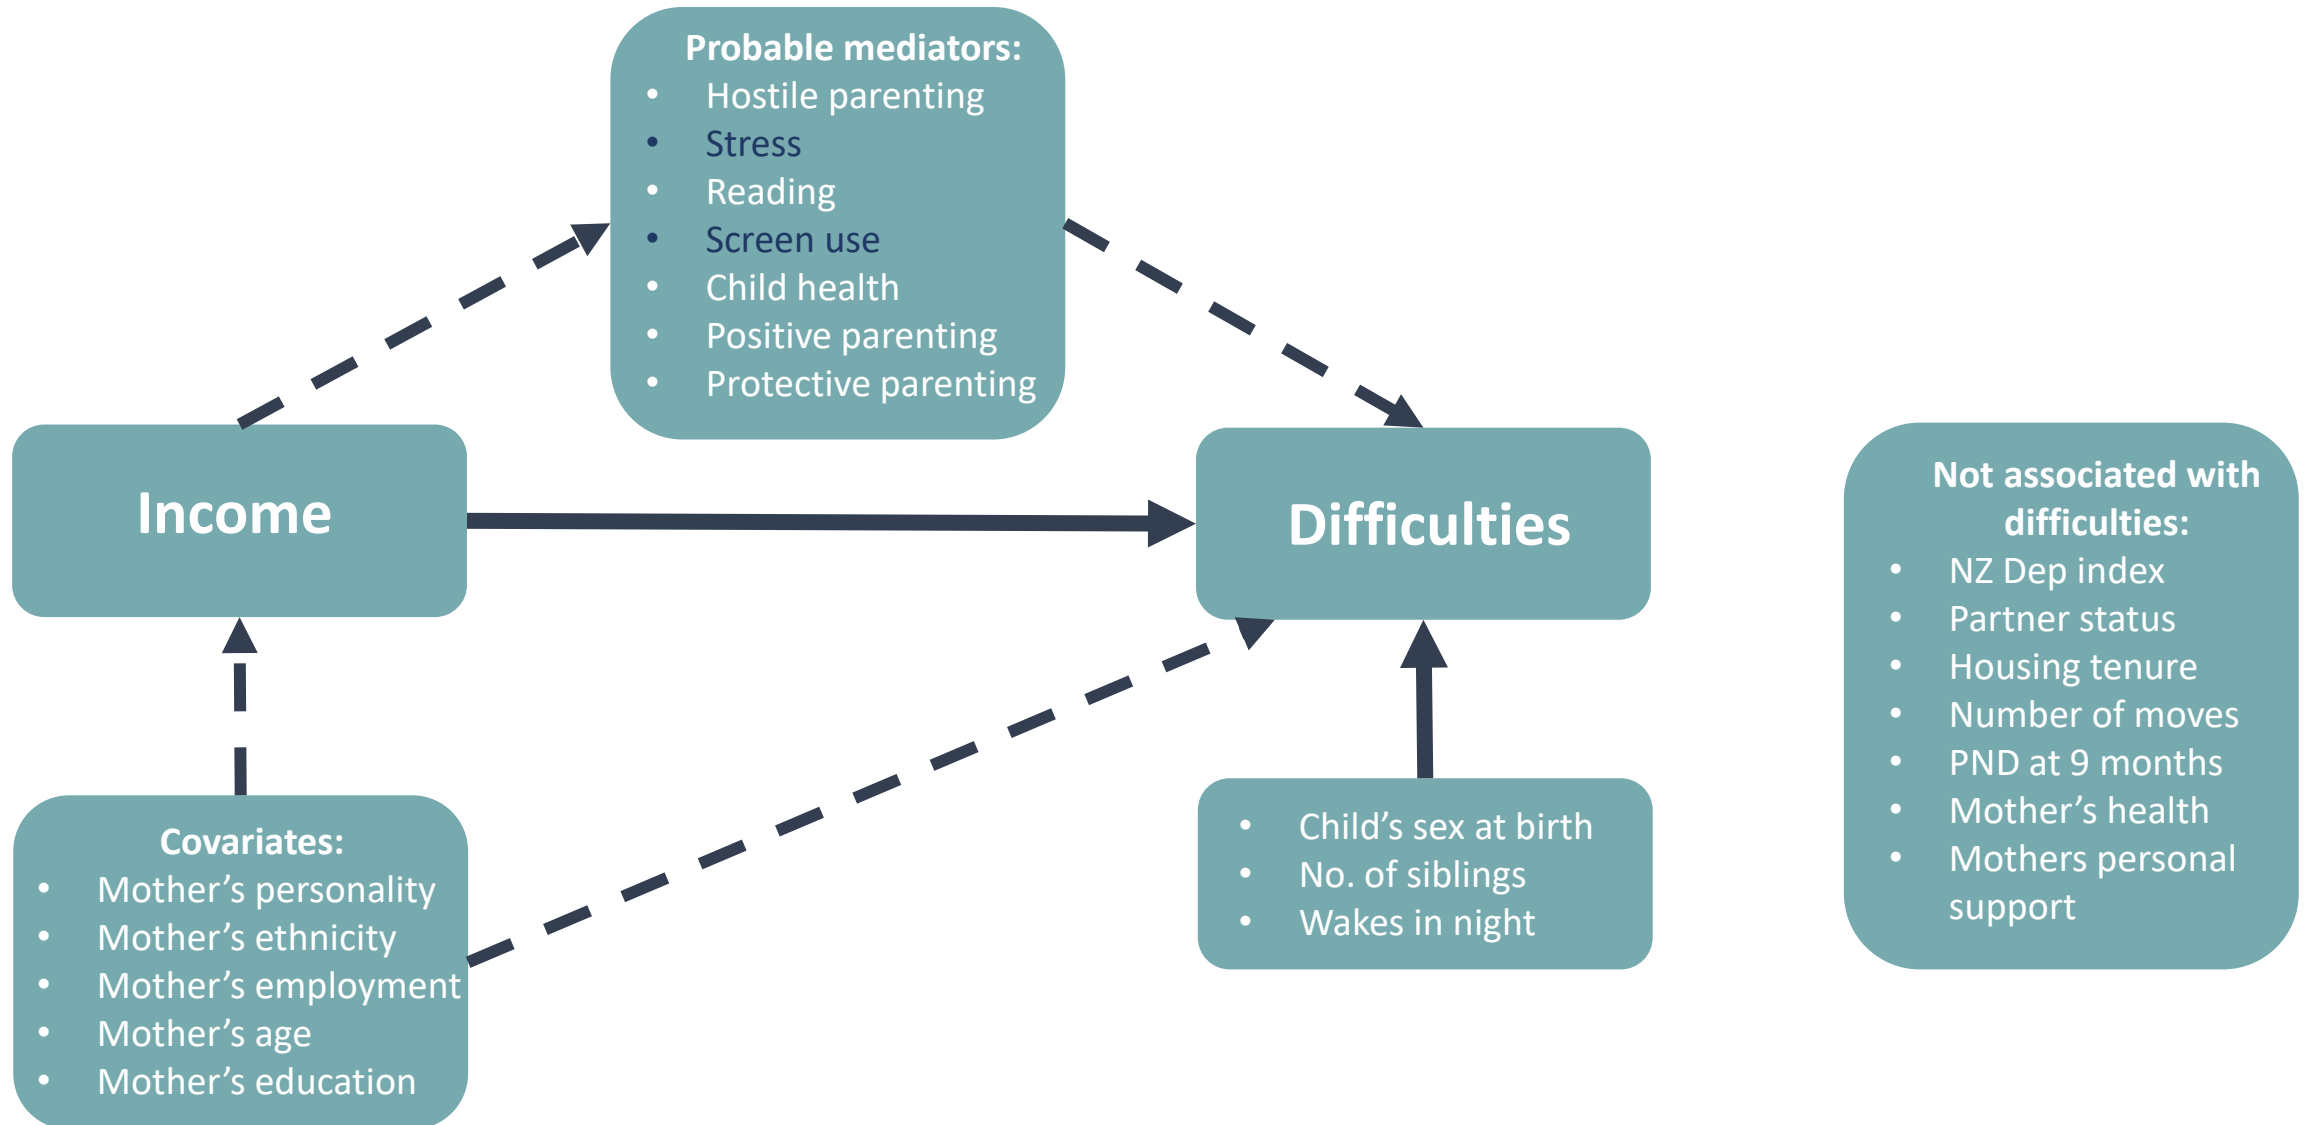 Probable mediators:
• Hostile parenting
• Stress
• Reading
• Screen use
• Child health
• Positive parenting
• Protective parenting
Income
Difficulties
Covariates:
• Mother’s personality
• Mother’s ethnicity
• Mother’s employment
• Mother’s age
• Mother’s education
• Child’s sex at birth
• No. of siblings
• Wakes in night
Not associated with
difficulties:
• NZ Dep index
• Partner status
• Housing tenure
• Number of moves
• PND at 9 months
• Mother’s health
• Mothers personal
support